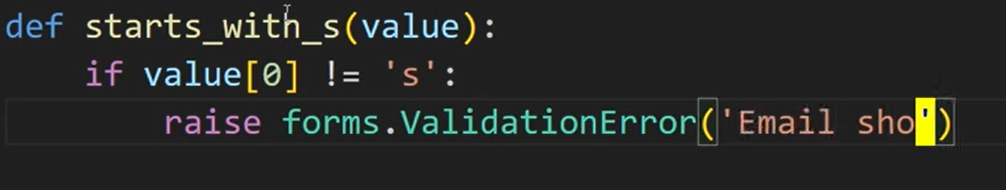 def starts_with_s(value):
    if value[0] != 's':
        raise forms.ValidationError('Email sho')